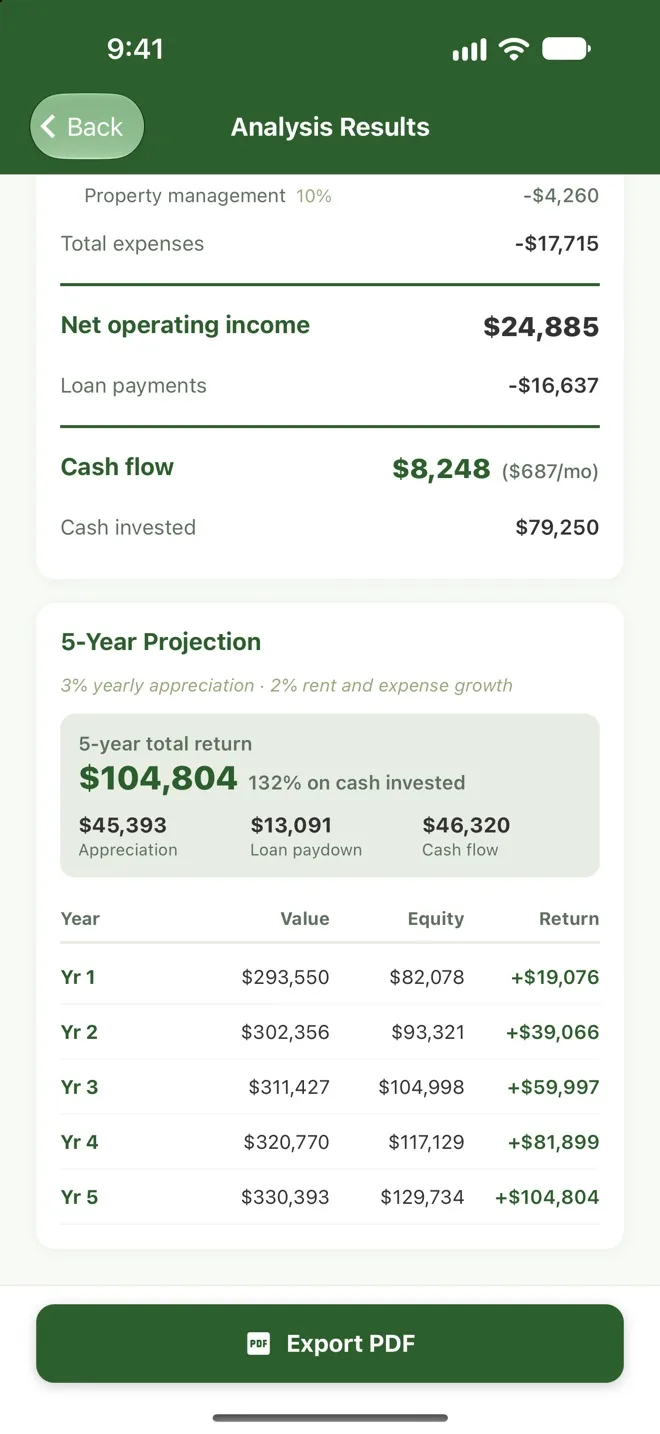 9:41
Back
Analysis Results
Property management 10% -$4,260
Total expenses -$17,715
Net operating income $24,885
Loan payments -$16,637
Cash flow $8,248 ($687/mo)
Cash invested $79,250
5-Year Projection
3% yearly appreciation · 2% rent and expense growth
5-year total return
$104,804 132% on cash invested
$45,393 $13,091 $46,320
Appreciation Loan paydown Cash flow
Year Value Equity Return
Yr 1 $293,550 $82,078 +$19,076
Yr 2 $302,356 $93,321 +$39,066
Yr 3 $311,427 $104,998 +$59,997
Yr 4 $320,770 $117,129 +$81,899
Yr 5 $330,393 $129,734 +$104,804
PDF Export PDF